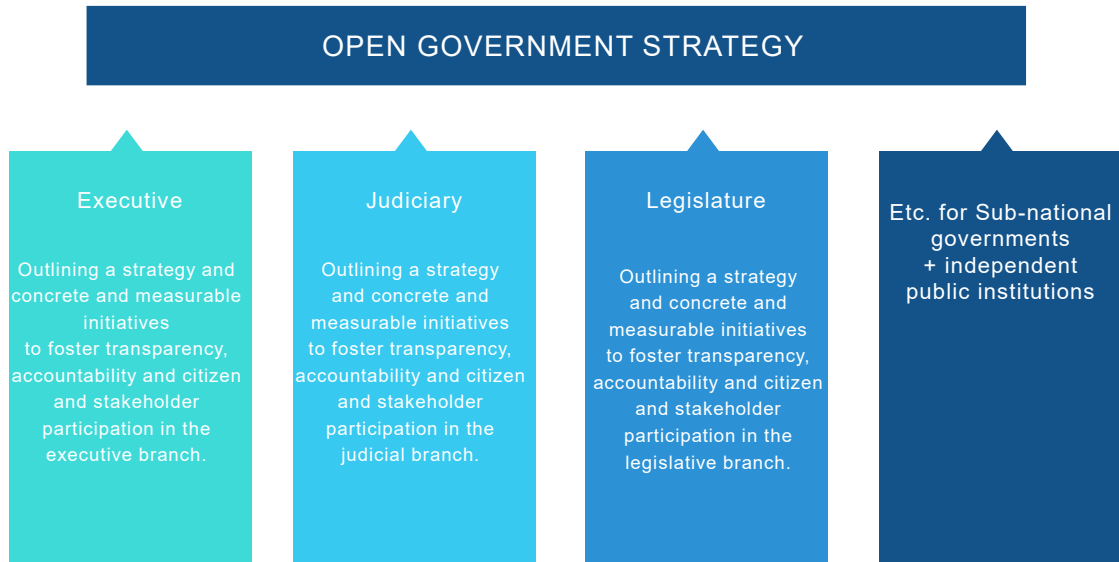 OPEN GOVERNMENT STRATEGY
Executive
Outlining a strategy and
concrete and measurable
initiatives
to foster transparency,
accountability and citizen
and stakeholder
participation in the
executive branch.
Judiciary
Outlining a strategy
and concrete and
measurable initiatives
to foster transparency,
accountability and citizen
and stakeholder
participation in the
judicial branch.
Legislature
Outlining a strategy
and concrete and
measurable initiatives
to foster transparency,
accountability and citizen
and stakeholder
participation in the
legislative branch.
Etc. for Sub-national
governments
+ independent
public institutions